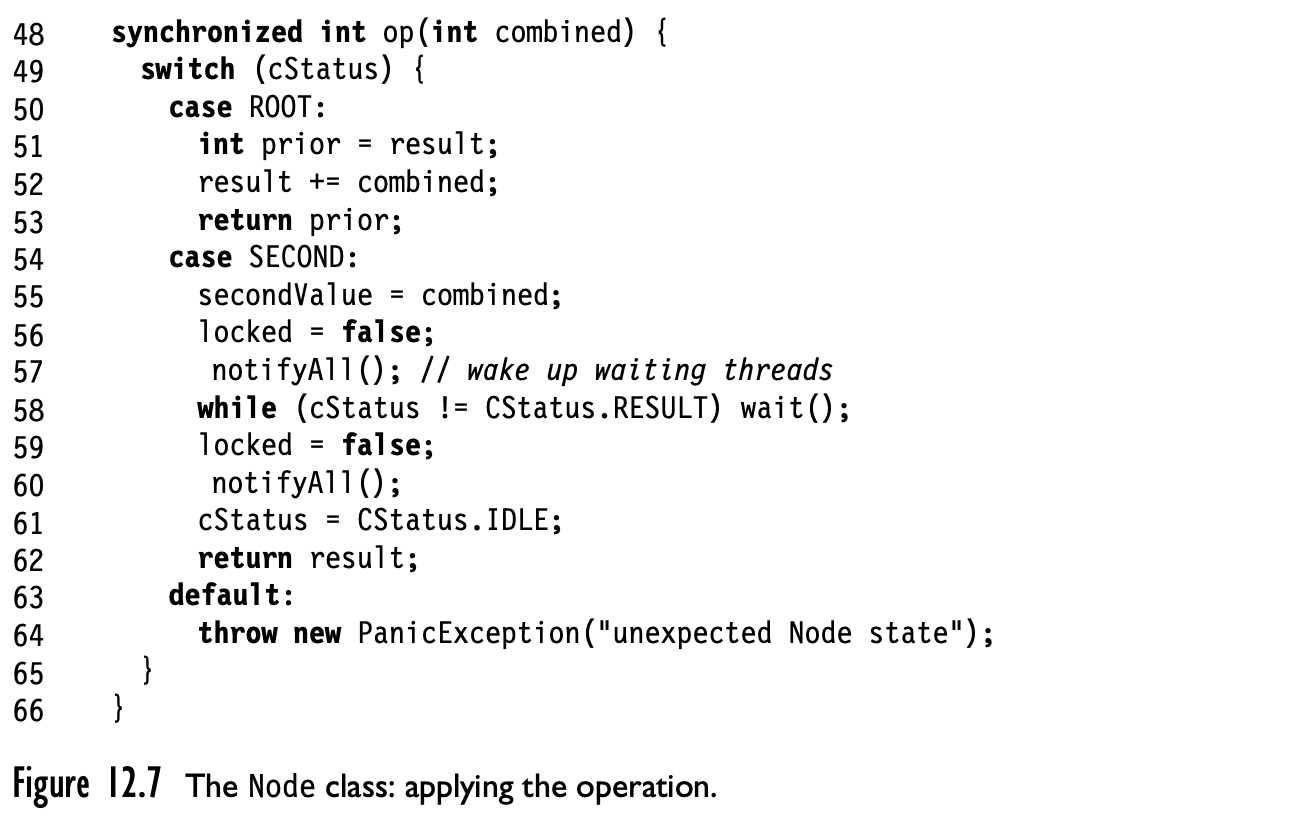 48 synchronized int op(int combined) {
49 switch (cStatus) {
50 case ROOT:
51 int prior = result;
52 result += combined;
53 return prior;
54 case SECOND:
55 secondValue = combined;
56 locked = false;
57 notifyAll(); // wake up waiting threads
58 while (cStatus != CStatus.RESULT) wait();
59 locked = false;
60 notifyAll();
61 cStatus = CStatus.IDLE;
62 return result;
63 default:
64 throw new PanicException("unexpected Node state");
65 }
66 }
Figure 12.7 The Node class: applying the operation.